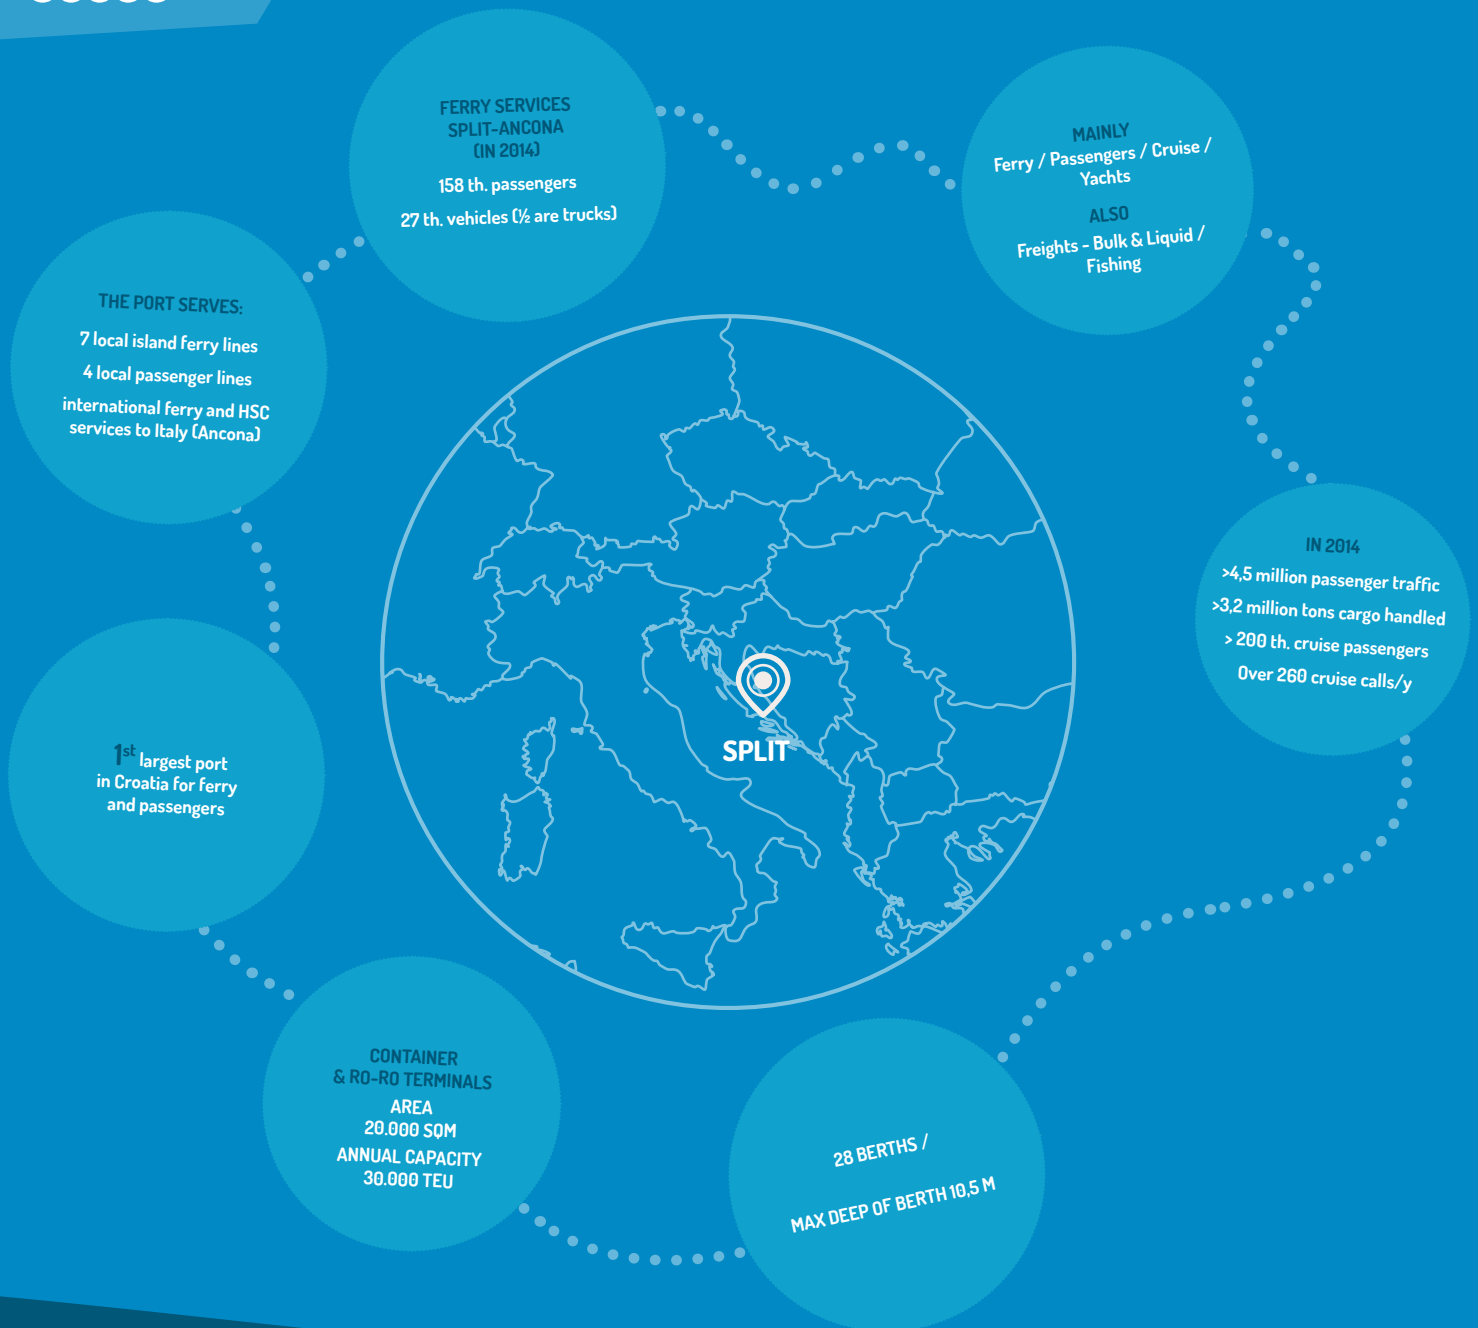 FERRY SERVICES
SPLIT-ANCONA
(IN 2014)
158 th. passengers
27 th. vehicles (½ are trucks)
MAINLY
Ferry / Passengers / Cruise /
Yachts
ALSO
Freights - Bulk & Liquid /
Fishing
THE PORT SERVES:
7 local island ferry lines
4 local passenger lines
international ferry and HSC
services to Italy (Ancona)
IN 2014
>4,5 million passenger traffic
>3,2 million tons cargo handled
> 200 th. cruise passengers
Over 260 cruise calls/y
SPLIT
1st largest port
in Croatia for ferry
and passengers
CONTAINER
& RO-RO TERMINALS
AREA
20.000 SQM
ANNUAL CAPACITY
30.000 TEU
28 BERTHS /
MAX DEEP OF BERTH 10,5 M